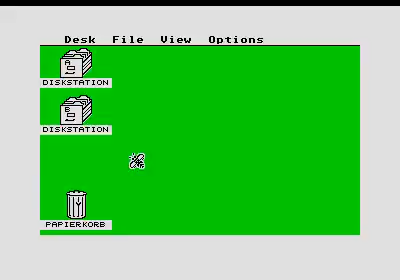 Desk File View Options
A
DISKSTATION
B
DISKSTATION
PAPIERKORB